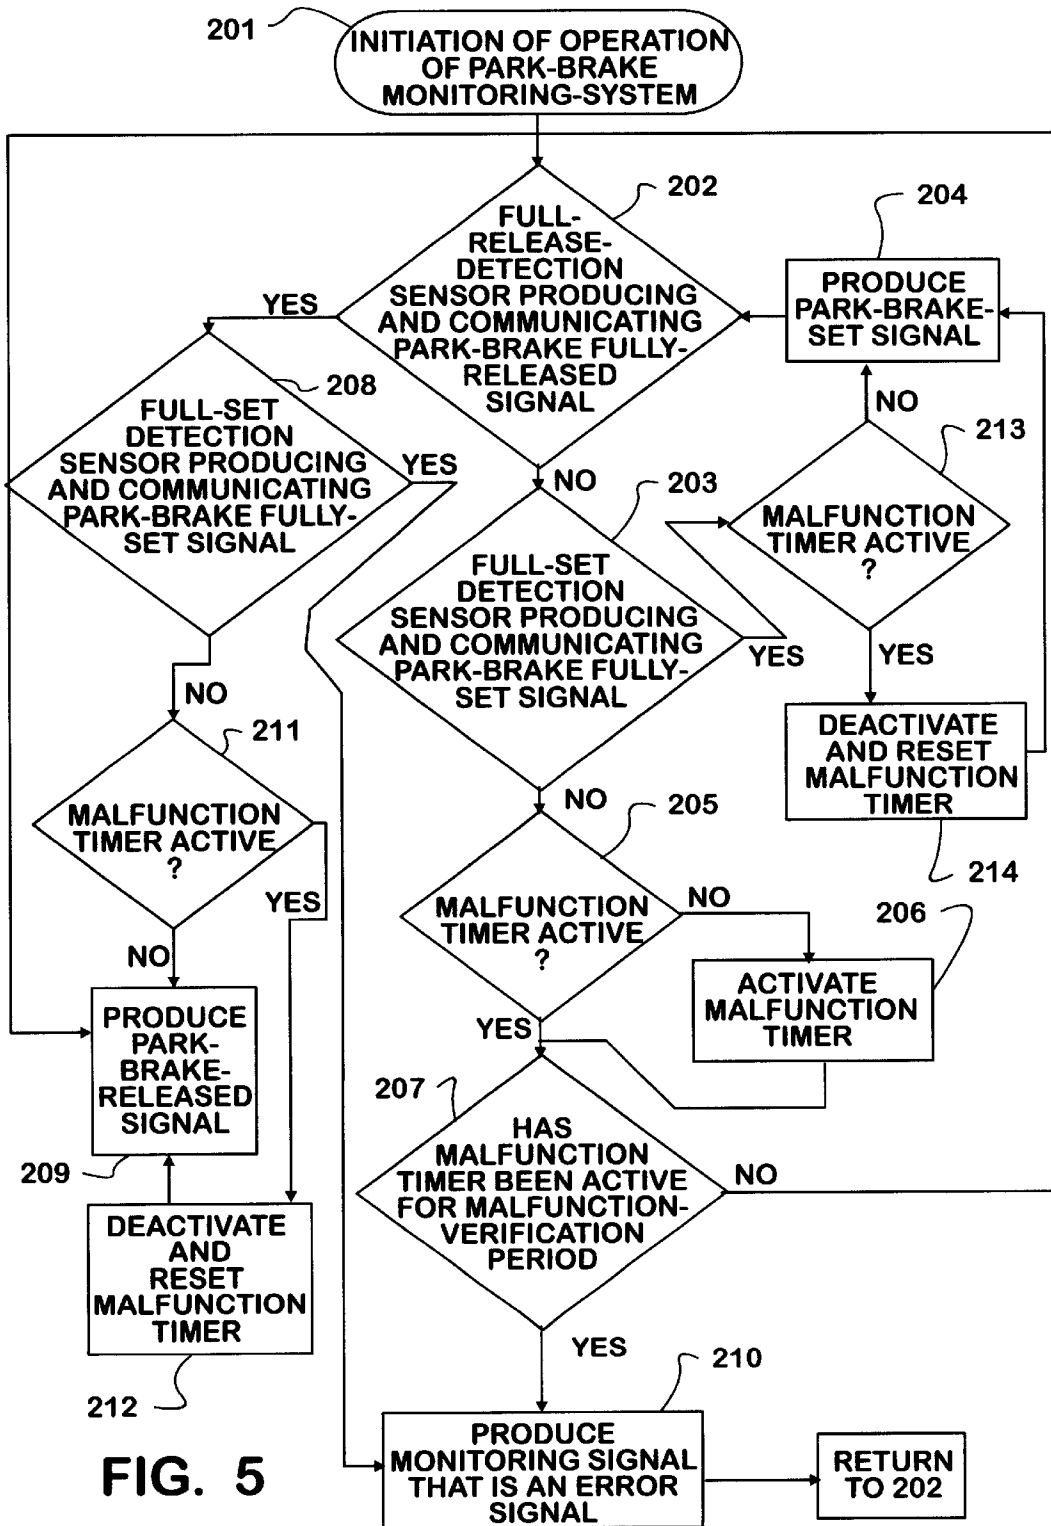 201
INITIATION OF OPERATION
OF PARK-BRAKE
MONITORING-SYSTEM
202
FULL-
RELEASE-
DETECTION
SENSOR PRODUCING
AND COMMUNICATING
PARK-BRAKE FULLY-
RELEASED
SIGNAL
YES
NO
204
PRODUCE
PARK-BRAKE-
SET SIGNAL
208
FULL-SET
DETECTION
SENSOR PRODUCING
AND COMMUNICATING
PARK-BRAKE FULLY-
SET SIGNAL
YES
NO
203
FULL-SET
DETECTION
SENSOR PRODUCING
AND COMMUNICATING
PARK-BRAKE FULLY-
SET SIGNAL
YES
NO
213
MALFUNCTION
TIMER ACTIVE
?
NO
YES
DEACTIVATE
AND RESET
MALFUNCTION
TIMER
214
211
MALFUNCTION
TIMER ACTIVE
?
YES
NO
205
MALFUNCTION
TIMER ACTIVE
?
NO
YES
206
ACTIVATE
MALFUNCTION
TIMER
PRODUCE
PARK-
BRAKE-
RELEASED
SIGNAL
209
207
HAS
MALFUNCTION
TIMER BEEN ACTIVE
FOR MALFUNCTION-
VERIFICATION
PERIOD
NO
YES
DEACTIVATE
AND
RESET
MALFUNCTION
TIMER
212
210
PRODUCE
MONITORING SIGNAL
THAT IS AN ERROR
SIGNAL
RETURN
TO 202
FIG. 5